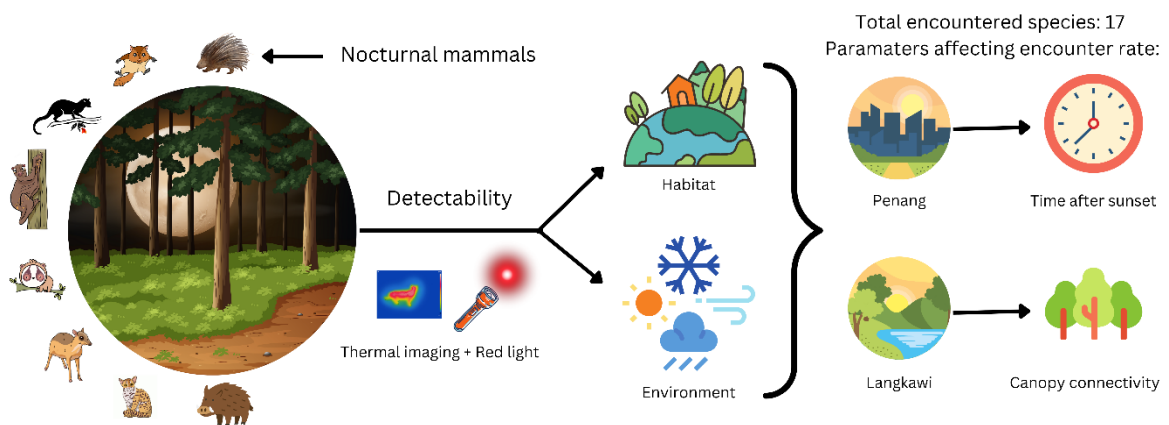 Total encountered species: 17
Paramaters affecting encounter rate:
Nocturnal mammals
Detectability
Thermal imaging + Red light
Habitat
Environment
Penang
Time after sunset
Langkawi
Canopy connectivity